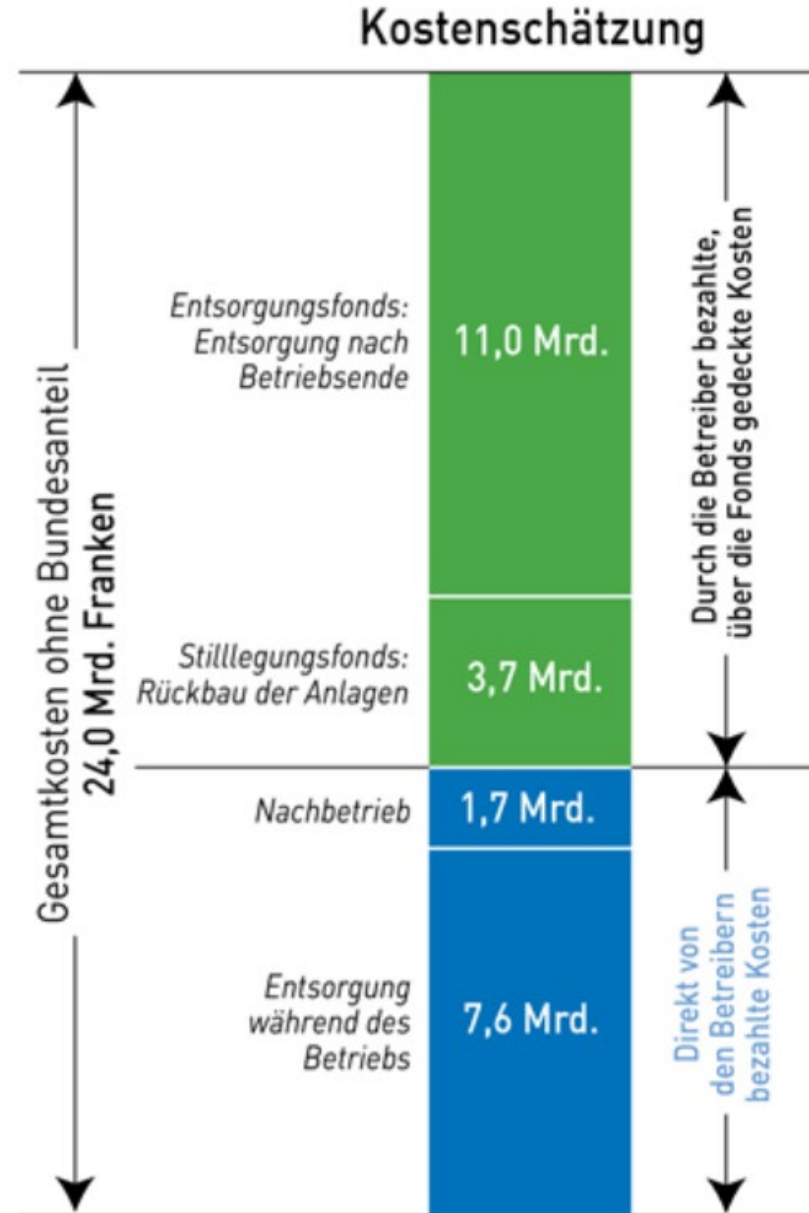 Kostenschätzung
Gesamtkosten ohne Bundesanteil
24,0 Mrd. Franken
Entsorgungsfonds:
Entsorgung nach
Betriebsende
11,0 Mrd.
Durch die Betreiber bezahlte,
über die Fonds gedeckte Kosten
Stilllegungsfonds:
Rückbau der Anlagen
3,7 Mrd.
Nachbetrieb
1,7 Mrd.
Entsorgung
während des
Betriebs
7,6 Mrd.
Direkt von
den Betreibern
bezahlte Kosten